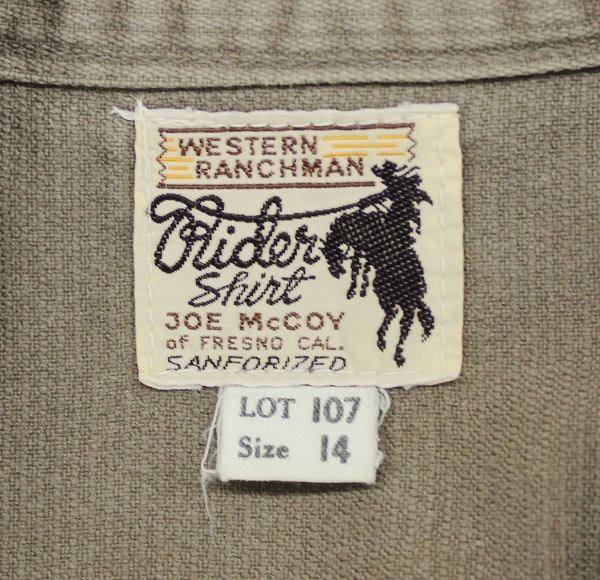 WESTERN
RANCHMAN
Rider
Shirt
JOE McCOY
of FRESNO CAL.
SANFORIZED
LOT 107
Size 14